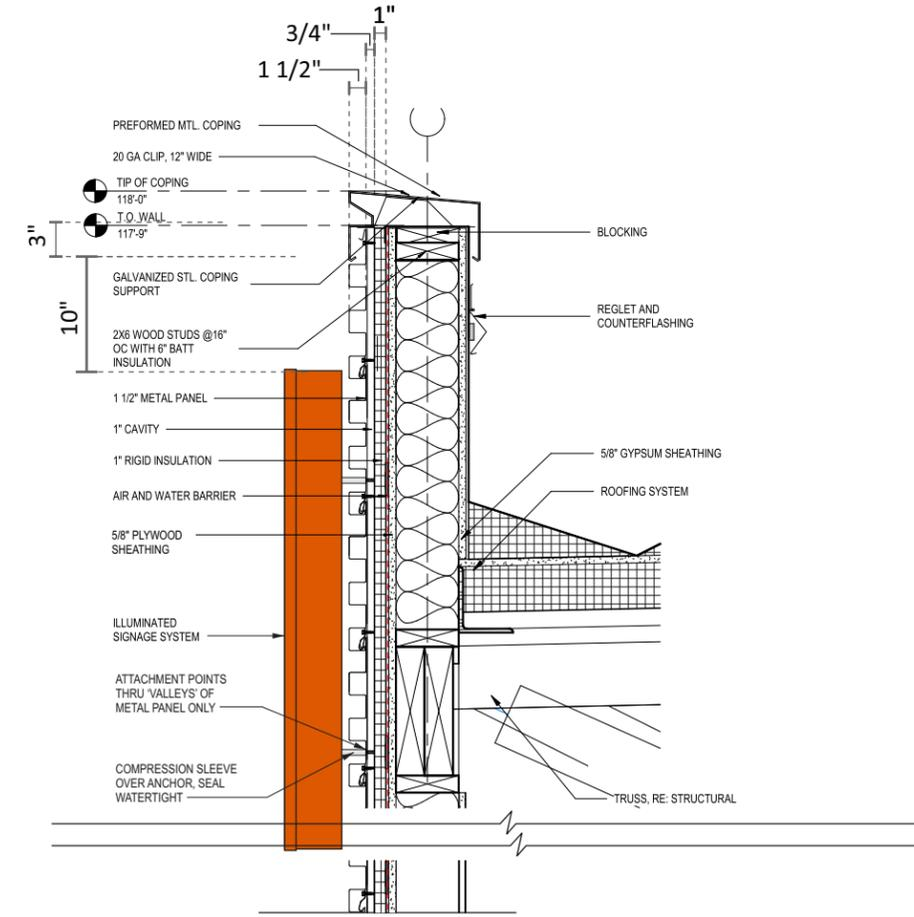 1"
3/4"
1 1/2"
PREFORMED MTL. COPING
20 GA CLIP, 12" WIDE
TIP OF COPING
118'-0"
T.O. WALL
117'-9"
3"
BLOCKING
GALVANIZED STL. COPING
SUPPORT
10"
REGLET AND
COUNTERFLASHING
2X6 WOOD STUDS @16"
OC WITH 6" BATT
INSULATION
1 1/2" METAL PANEL
1" CAVITY
1" RIGID INSULATION
5/8" GYPSUM SHEATHING
AIR AND WATER BARRIER
ROOFING SYSTEM
5/8" PLYWOOD
SHEATHING
ILLUMINATED
SIGNAGE SYSTEM
ATTACHMENT POINTS
THRU 'VALLEYS' OF
METAL PANEL ONLY
COMPRESSION SLEEVE
OVER ANCHOR, SEAL
WATERTIGHT
TRUSS, RE: STRUCTURAL